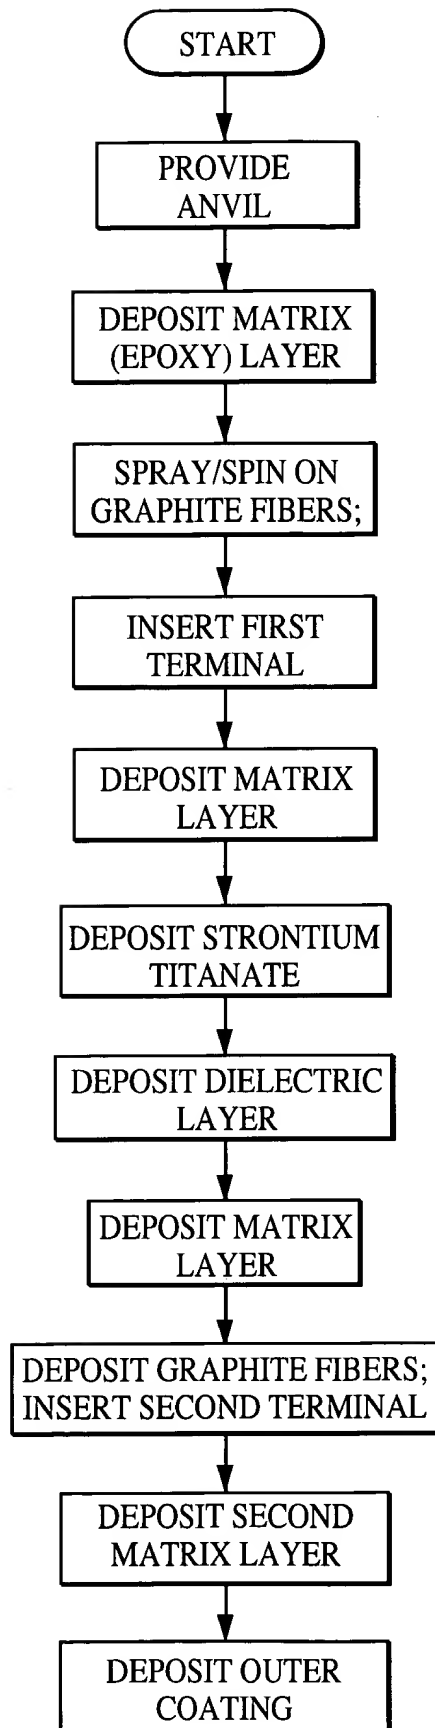 START
PROVIDE
ANVIL
DEPOSIT MATRIX
(EPOXY) LAYER
SPRAY/SPIN ON
GRAPHITE FIBERS;
INSERT FIRST
TERMINAL
DEPOSIT MATRIX
LAYER
DEPOSIT STRONTIUM
TITANATE
DEPOSIT DIELECTRIC
LAYER
DEPOSIT MATRIX
LAYER
DEPOSIT GRAPHITE FIBERS;
INSERT SECOND TERMINAL
DEPOSIT SECOND
MATRIX LAYER
DEPOSIT OUTER
COATING